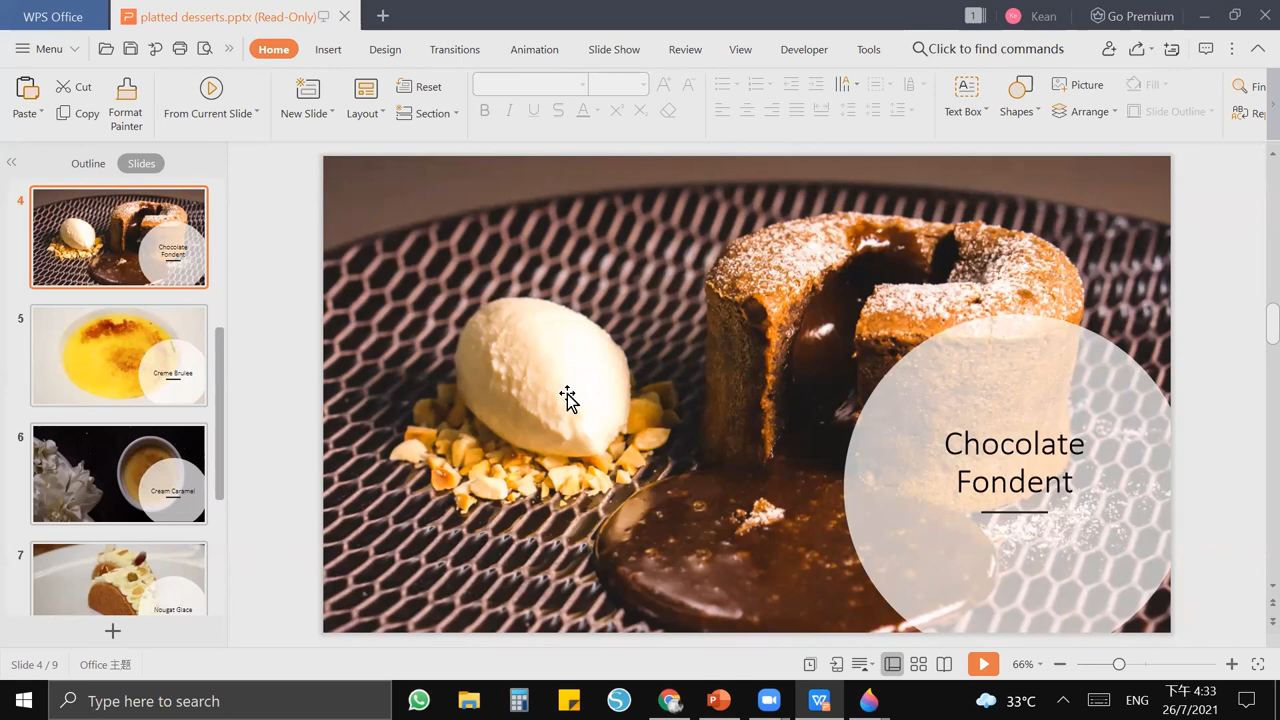 WPS Office
platted desserts.pptx (Read-Only)
1
Ke
Kean
Go Premium
Menu
Home
Insert
Design
Transitions
Animation
Slide Show
Review
View
Developer
Tools
Click to find commands
Paste
Cut
Format
Painter
From Current Slide
New Slide
Layout
Reset
Section
B
I
U
S
A
Text Box
Shapes
Picture
Fill
Arrange
Slide Outline
Outline
Slides
4
Chocolate
Fondent
5
Creme Brulee
6
Cream Caramel
7
Nougat Glace
Chocolate
Fondent
Slide 4 / 9
Office 主题
66%
Type here to search
33°C
ENG
下午 4:33
26/7/2021